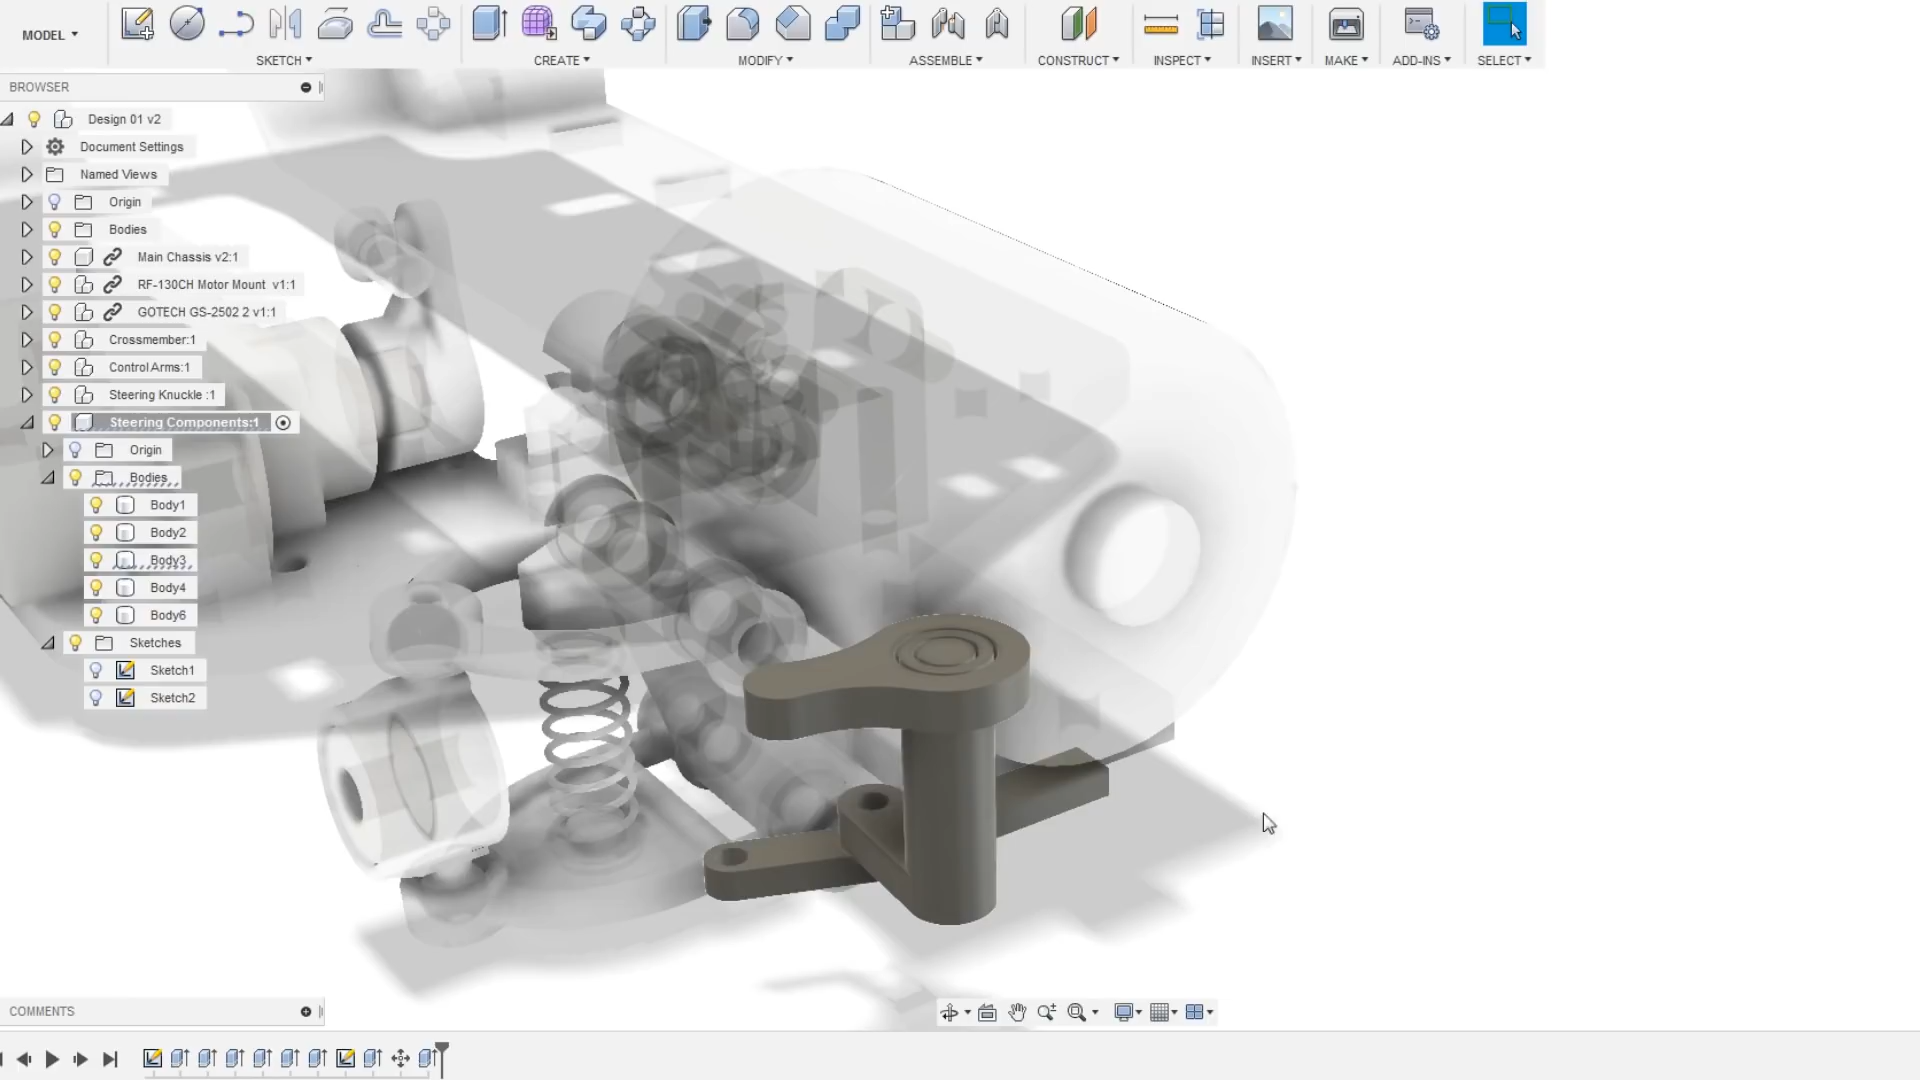 MODEL
SKETCH
CREATE
MODIFY
ASSEMBLE
CONSTRUCT
INSPECT
INSERT
MAKE
ADD-INS
SELECT
BROWSER
Design 01 v2
Document Settings
Named Views
Origin
Bodies
Main Chassis v2:1
RF-130CH Motor Mount v1:1
GOTECH GS-2502 2 v1:1
Crossmember:1
Control Arms:1
Steering Knuckle :1
Steering Components:1
Origin
Bodies
Body1
Body2
Body3
Body4
Body6
Sketches
Sketch1
Sketch2
COMMENTS